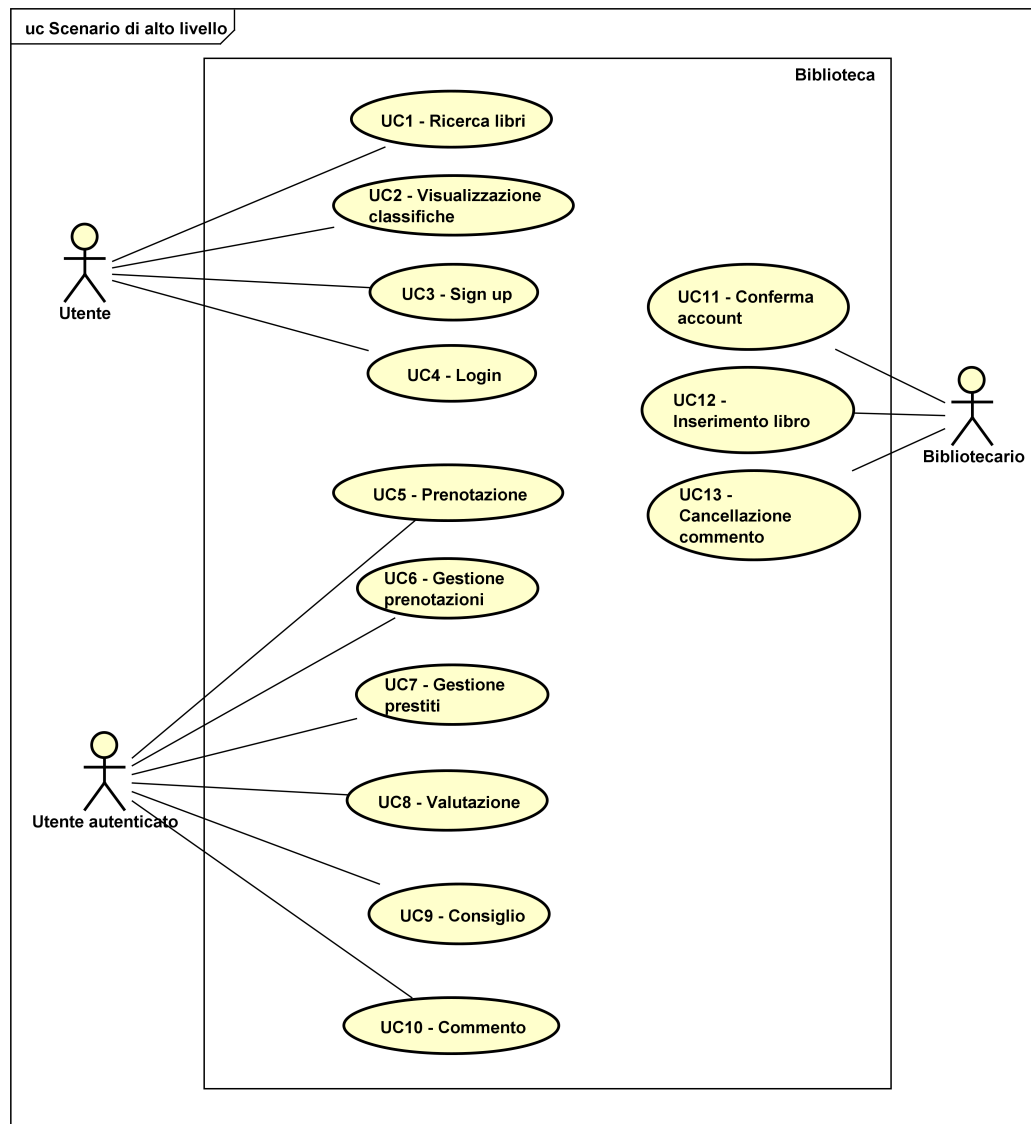 uc Scenario di alto livello
Biblioteca
UC1 - Ricerca libri
UC2 - Visualizzazione
classifiche
Utente
UC3 - Sign up
UC4 - Login
UC11 - Conferma
account
UC12 -
Inserimento libro
Bibliotecario
UC13 -
Cancellazione
commento
UC5 - Prenotazione
UC6 - Gestione
prenotazioni
UC7 - Gestione
prestiti
Utente autenticato
UC8 - Valutazione
UC9 - Consiglio
UC10 - Commento